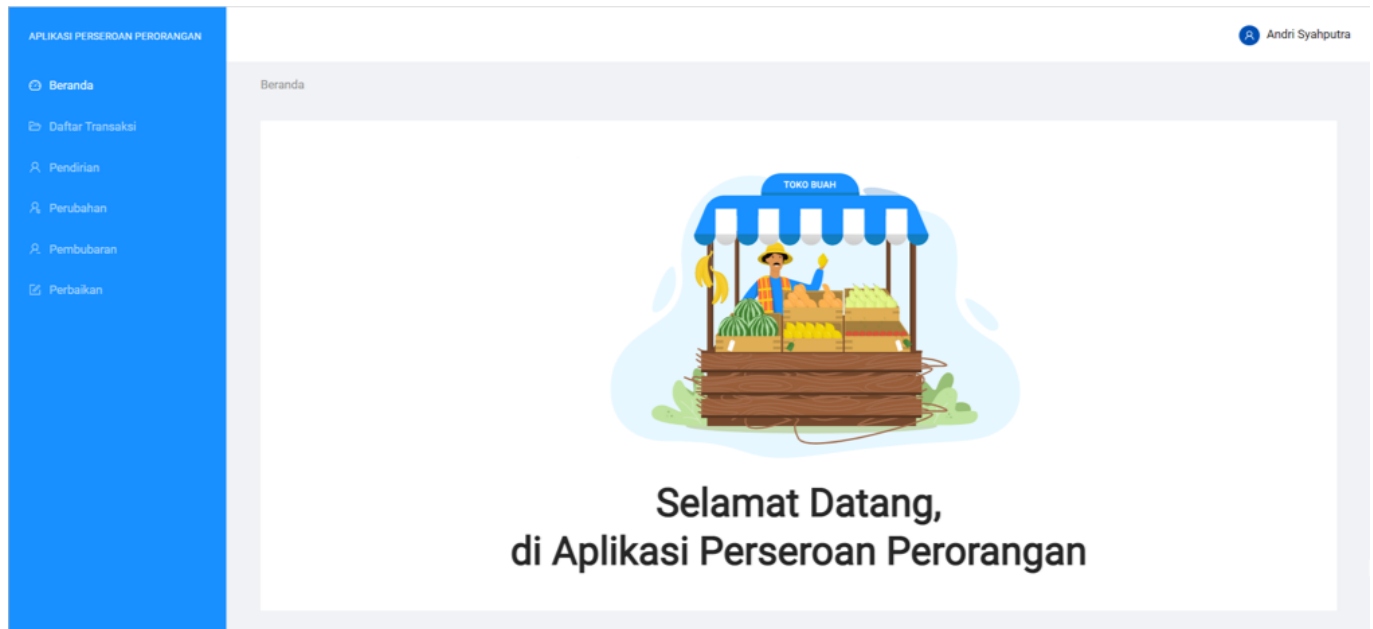 APLIKASI PERSEROAN PERORANGAN
Andri Syahputra
Beranda
Daftar Transaksi
Pendirian
Perubahan
Pembubaran
Perbaikan
Beranda
TOKO BUAH
Selamat Datang,
di Aplikasi Perseroan Perorangan